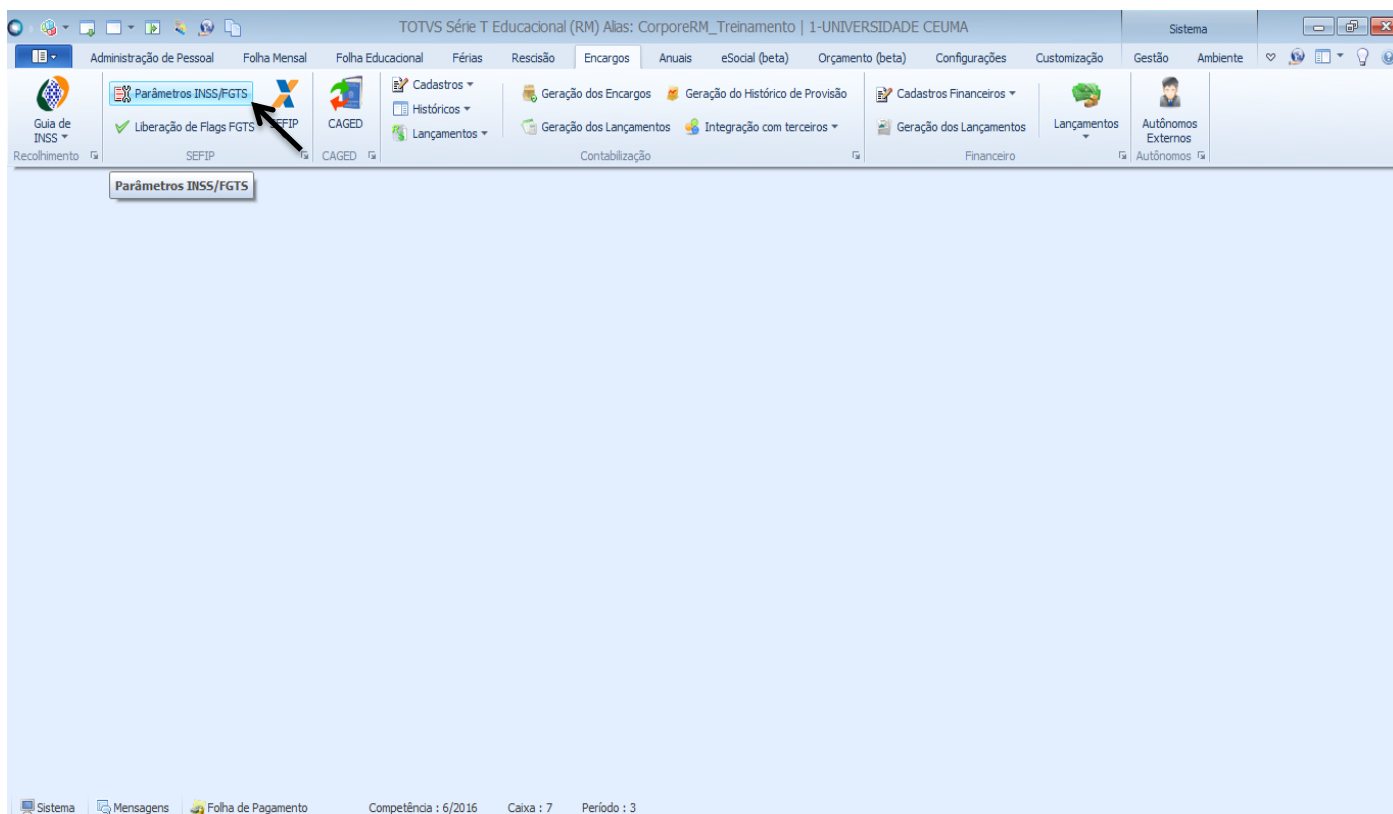 TOTVS Série T Educacional (RM) Alias: CorporeRM_Treinamento | 1-UNIVERSIDADE CEUMA
Sistema
Administração de Pessoal Folha Mensal Folha Educacional Férias Rescisão Encargos Anuais eSocial (beta) Orçamento (beta) Configurações Customização Gestão Ambiente
Parâmetros INSS/FGTS
Cadastros
Geração dos Encargos Geração do Histórico de Provisão
Cadastros Financeiros
Históricos
Guia de INSS
Liberação de Flags FGTS
SEFIP
CAGED
Lançamentos
Geração dos Lançamentos Integração com terceiros
Geração dos Lançamentos
Lançamentos
Autônomos Externos
Recolhimento SEFIP CAGED Contabilização Financeiro Autônomos
Parâmetros INSS/FGTS
Sistema Mensagens Folha de Pagamento Competência : 6/2016 Caixa : 7 Período : 3